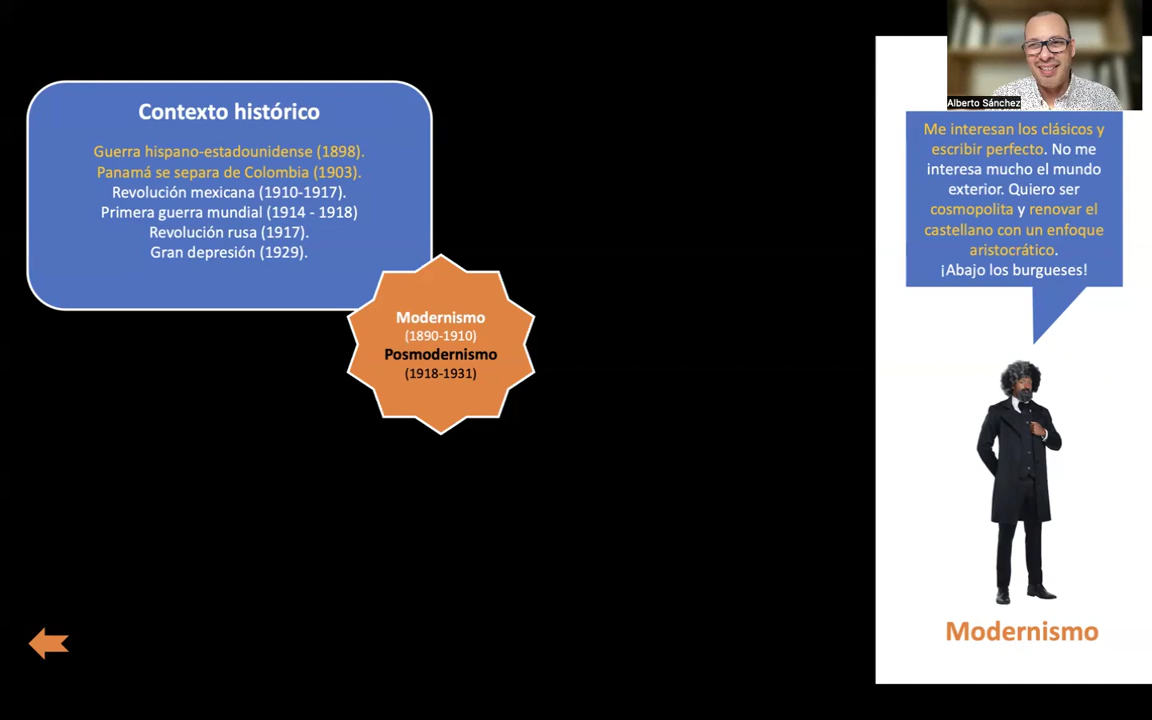 Contexto histórico
Guerra hispano-estadounidense (1898).
Panamá se separa de Colombia (1903).
Revolución mexicana (1910-1917).
Primera guerra mundial (1914 - 1918)
Revolución rusa (1917).
Gran depresión (1929).
Modernismo
(1890-1910)
Posmodernismo
(1918-1931)
Alberto Sánchez
Me interesan los clásicos y
escribir perfecto. No me
interesa mucho el mundo
exterior. Quiero ser
cosmopolita y renovar el
castellano con un enfoque
aristocrático.
¡Abajo los burgueses!
Modernismo